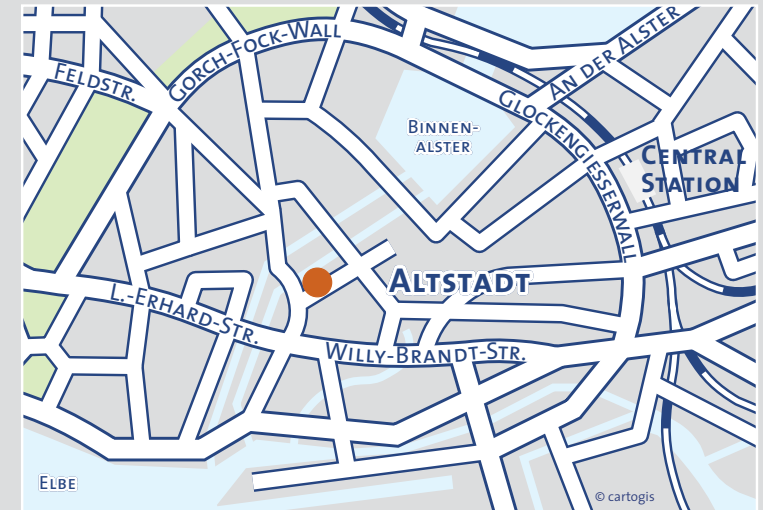 GORCH-FOCK-WALL
AN DER ALSTER
FELDSTR.
GLOCKENGIESSERWALL
BINNEN-
ALSTER
CENTRAL
STATION
ALTSTADT
L.-ERHARD-STR.
WILLY-BRANDT-STR.
ELBE
© cartogis